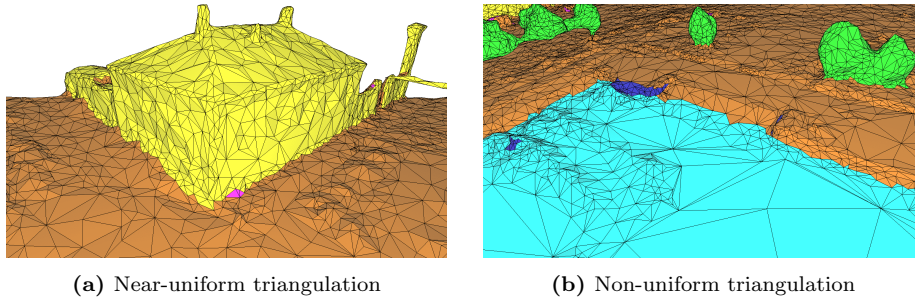 (a) Near-uniform triangulation
(b) Non-uniform triangulation